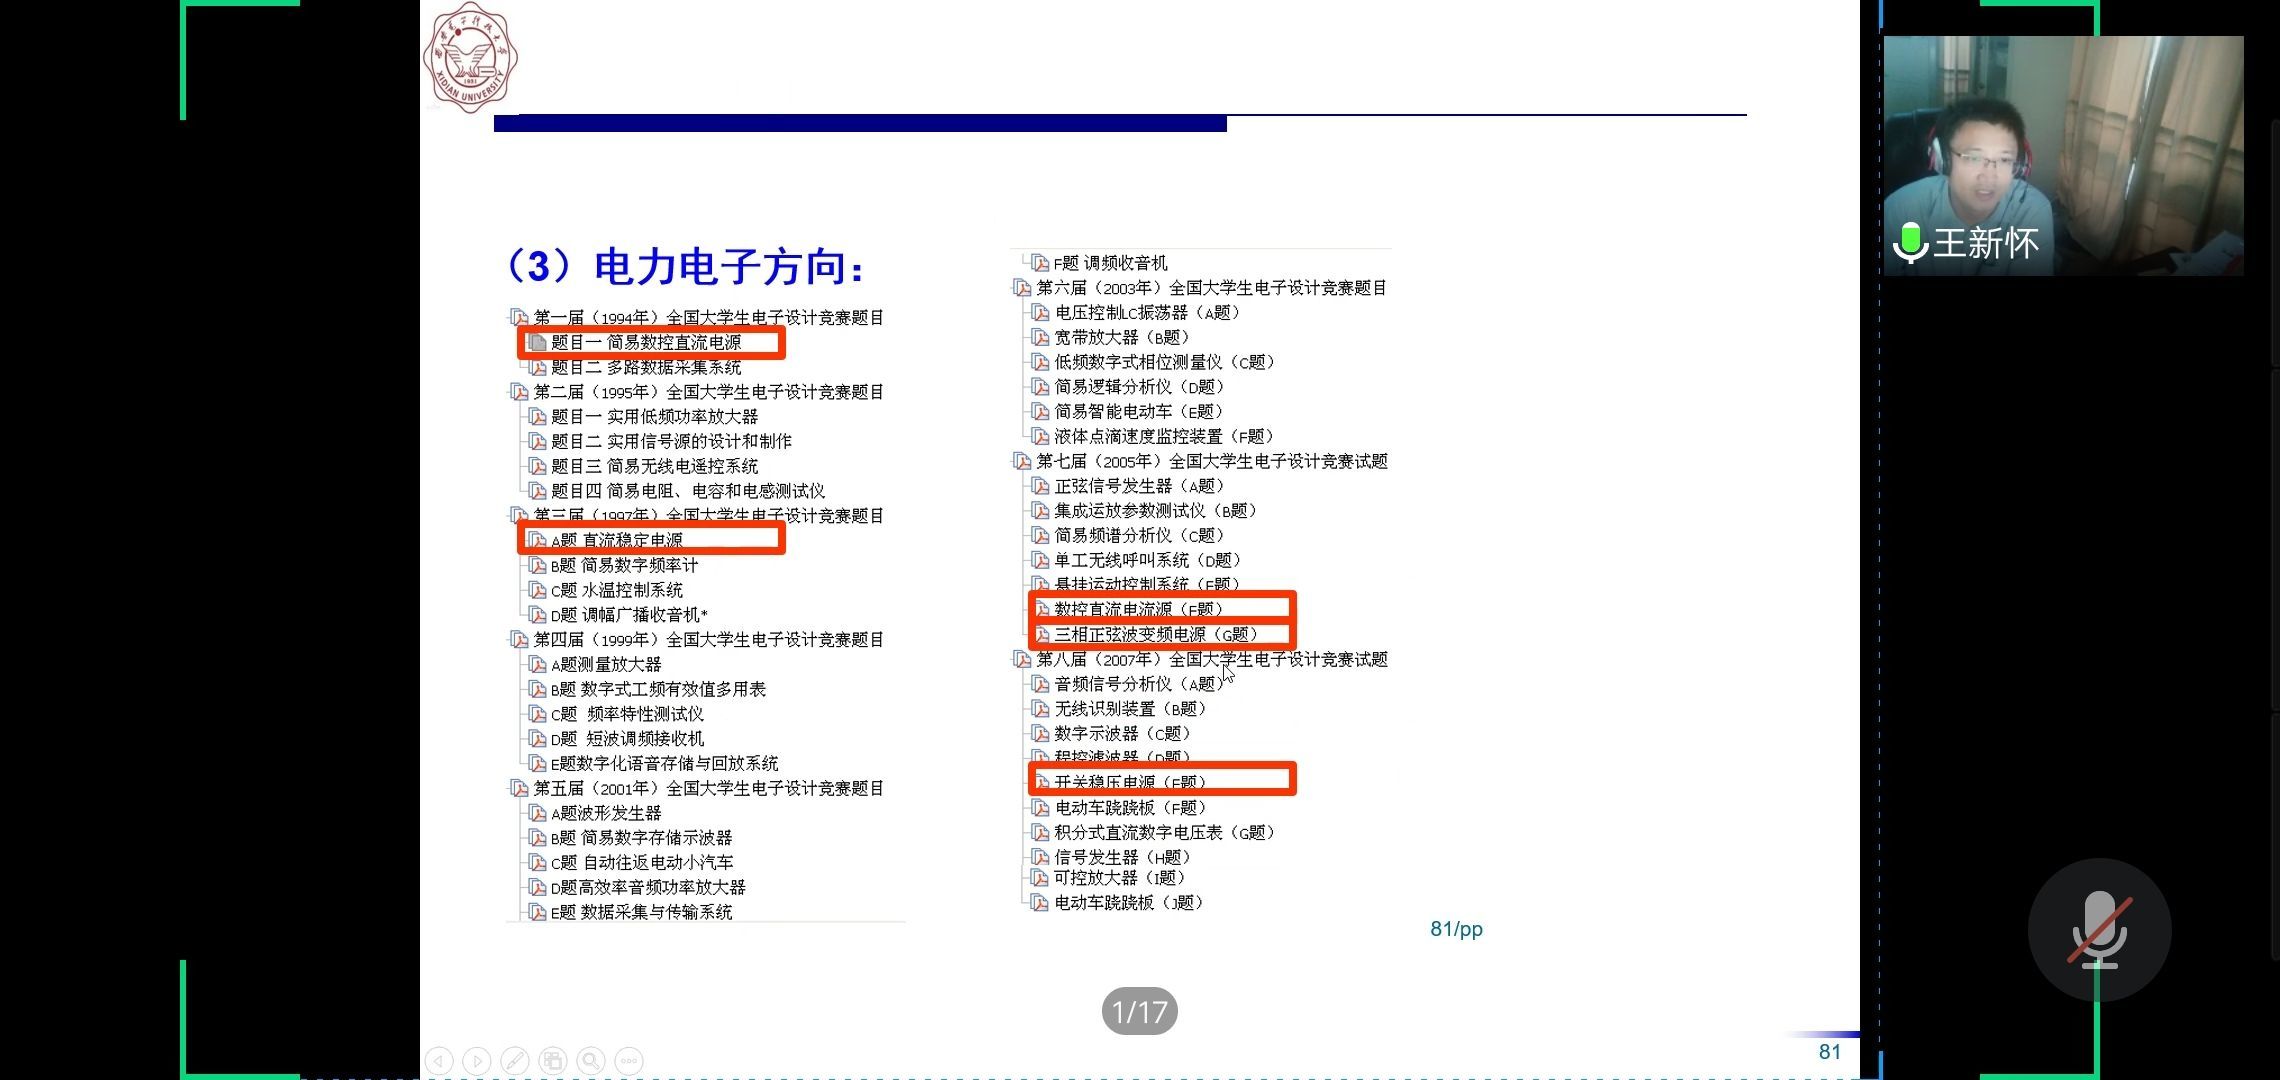 西安电子科技大学
XIDIAN UNIVERSITY
1931
（3）电力电子方向：
第一届（1994年）全国大学生电子设计竞赛题目
题目一 简易数控直流电源
题目二 多路数据采集系统
第二届（1995年）全国大学生电子设计竞赛题目
题目一 实用低频功率放大器
题目二 实用信号源的设计和制作
题目三 简易无线电遥控系统
题目四 简易电阻、电容和电感测试仪
第三届（1997年）全国大学生电子设计竞赛题目
A题 直流稳定电源
B题 简易数字频率计
C题 水温控制系统
D题 调幅广播收音机*
第四届（1999年）全国大学生电子设计竞赛题目
A题测量放大器
B题 数字式工频有效值多用表
C题 频率特性测试仪
D题 短波调频接收机
E题数字化语音存储与回放系统
第五届（2001年）全国大学生电子设计竞赛题目
A题波形发生器
B题 简易数字存储示波器
C题 自动往返电动小汽车
D题高效率音频功率放大器
E题 数据采集与传输系统
F题 调频收音机
第六届（2003年）全国大学生电子设计竞赛题目
电压控制LC振荡器（A题）
宽带放大器（B题）
低频数字式相位测量仪（C题）
简易逻辑分析仪（D题）
简易智能电动车（E题）
液体点滴速度监控装置（F题）
第七届（2005年）全国大学生电子设计竞赛试题
正弦信号发生器（A题）
集成运放参数测试仪（B题）
简易频谱分析仪（C题）
单工无线呼叫系统（D题）
悬挂运动控制系统（E题）
数控直流电流源（F题）
三相正弦波变频电源（G题）
第八届（2007年）全国大学生电子设计竞赛试题
音频信号分析仪（A题）
无线识别装置（B题）
数字示波器（C题）
程控滤波器（D题）
开关稳压电源（E题）
电动车跷跷板（F题）
积分式直流数字电压表（G题）
信号发生器（H题）
可控放大器（I题）
电动车跷跷板（J题）
81/pp
1/17
81
王新怀